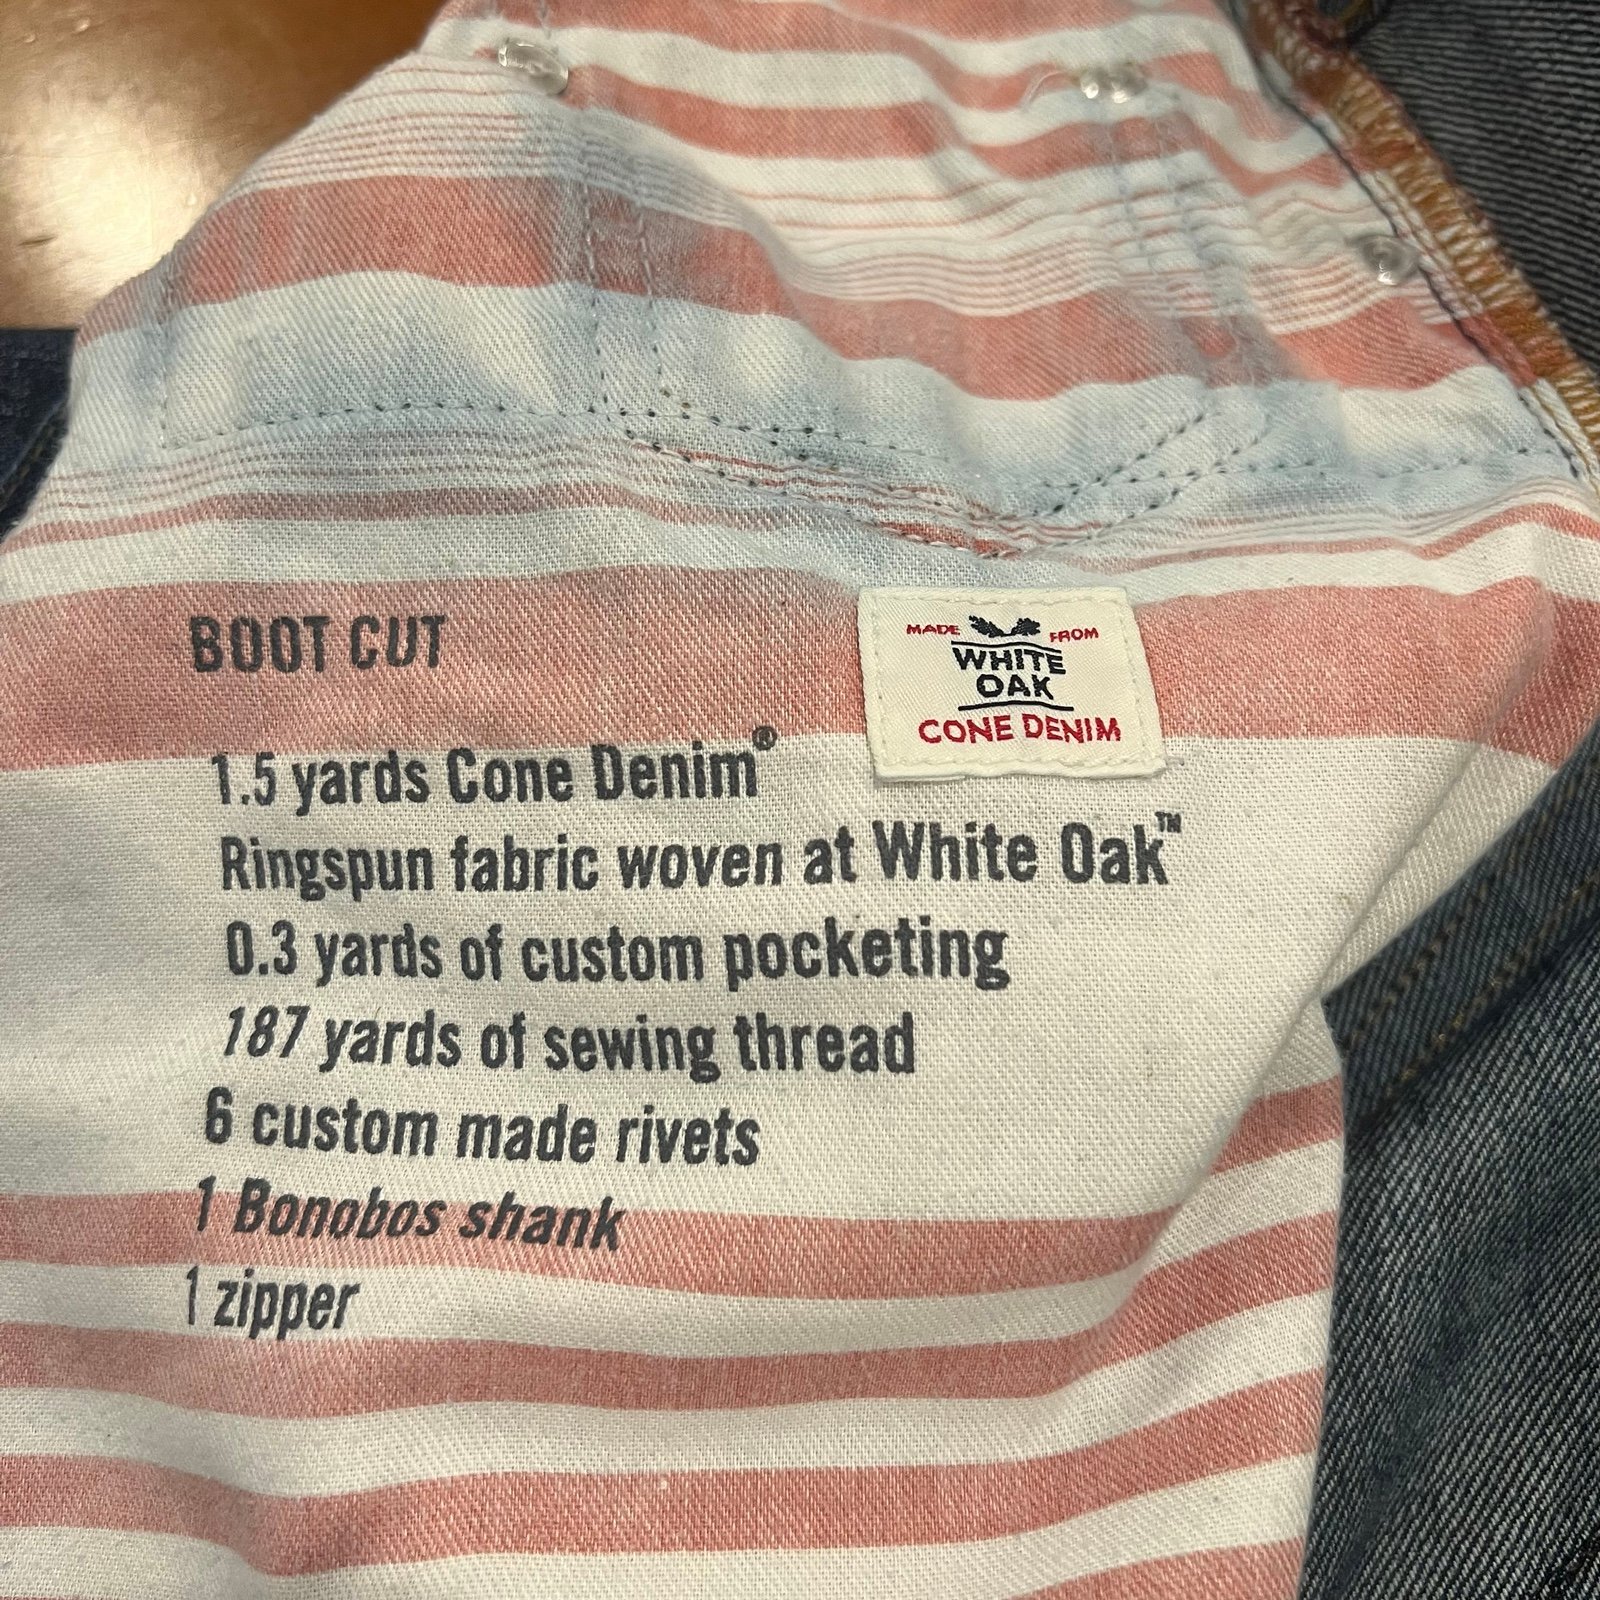 BOOT CUT
MADE FROM
WHITE
OAK
CONE DENIM
1.5 yards Cone Denim®
Ringspun fabric woven at White Oak™
0.3 yards of custom pocketing
187 yards of sewing thread
6 custom made rivets
1 Bonobos shank
1 zipper